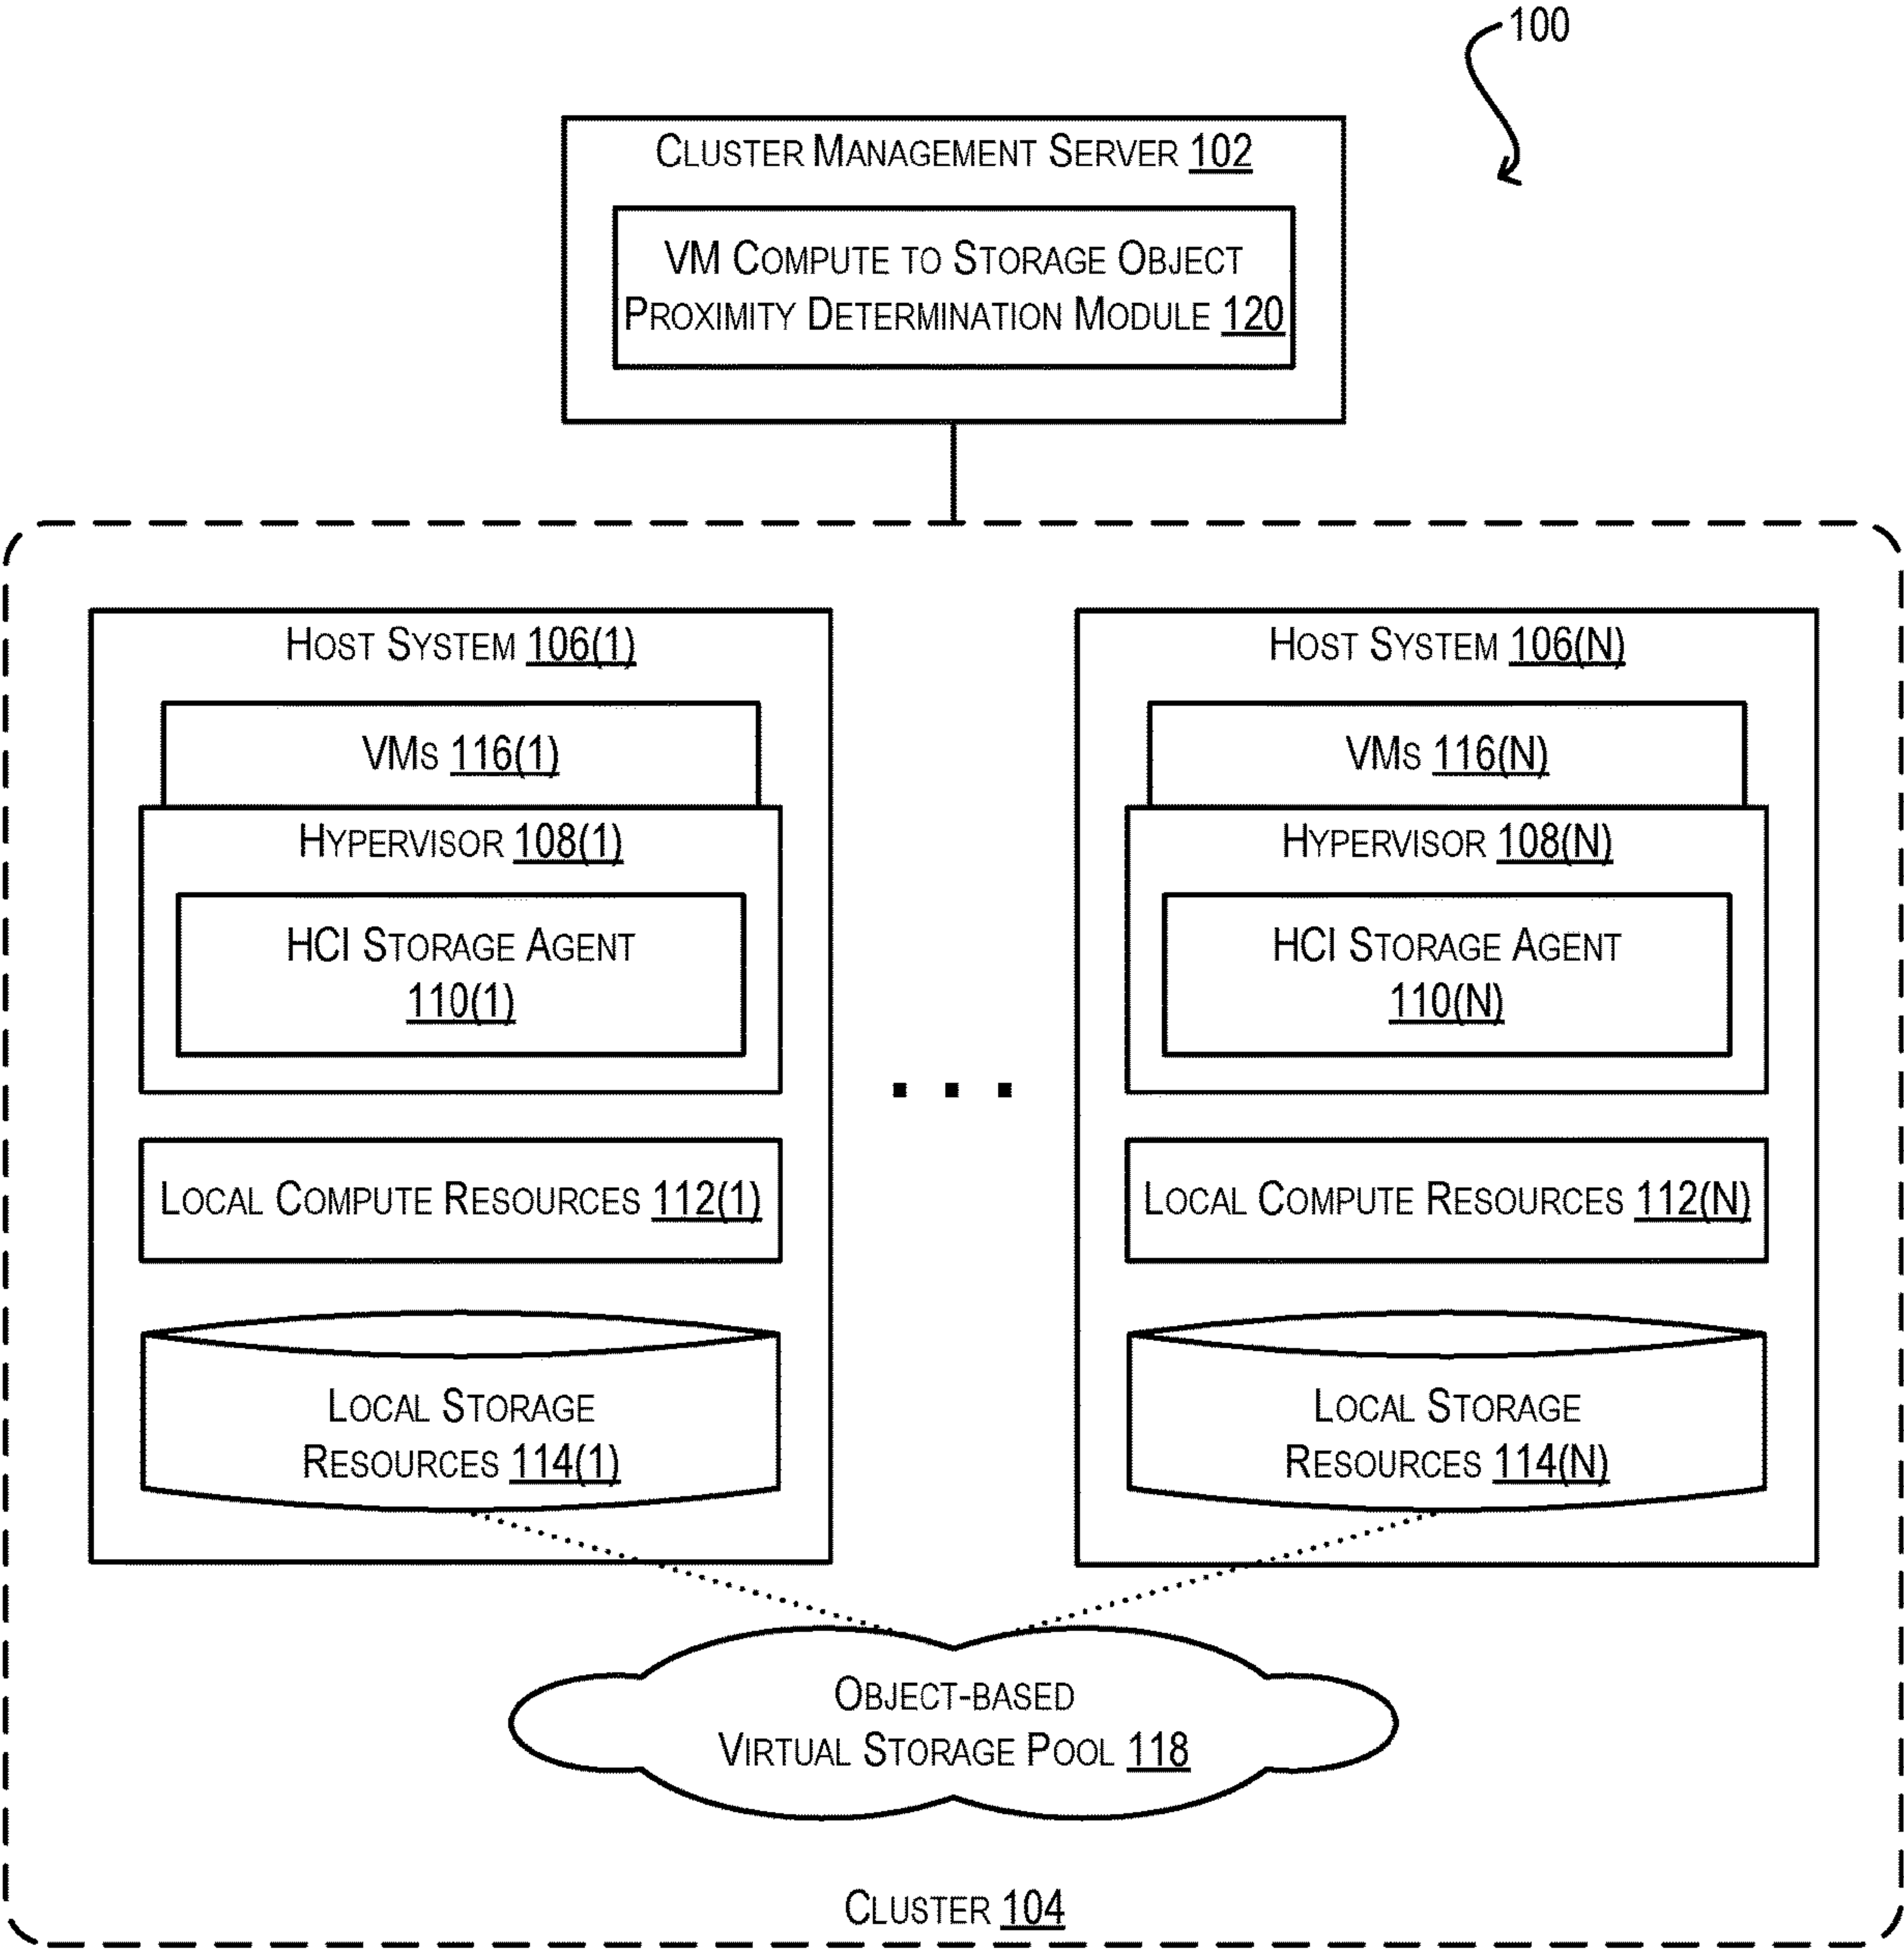 100
Cluster Management Server 102
VM Compute to Storage Object
Proximity Determination Module 120
Host System 106(1)
VMs 116(1)
Hypervisor 108(1)
HCI Storage Agent
110(1)
Local Compute Resources 112(1)
Local Storage
Resources 114(1)
. . .
Host System 106(N)
VMs 116(N)
Hypervisor 108(N)
HCI Storage Agent
110(N)
Local Compute Resources 112(N)
Local Storage
Resources 114(N)
Object-based
Virtual Storage Pool 118
Cluster 104